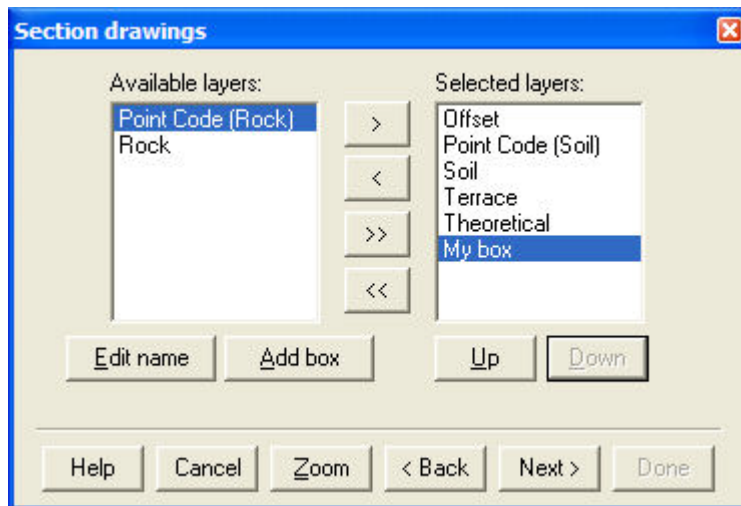 Section drawings
Available layers:
Point Code (Rock)
Rock
>
<
>>
<<
Selected layers:
Offset
Point Code (Soil)
Soil
Terrace
Theoretical
My box
Edit name
Add box
Up
Down
Help
Cancel
Zoom
< Back
Next >
Done